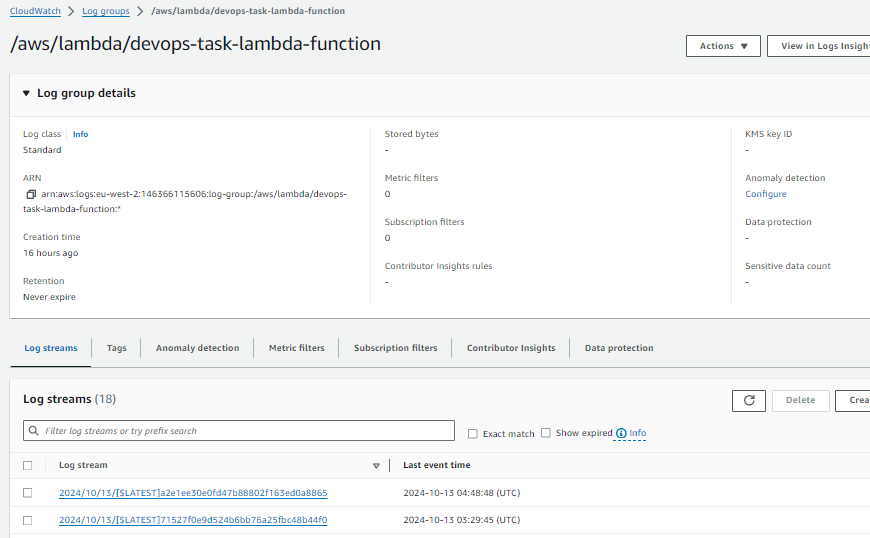 CloudWatch > Log groups > /aws/lambda/devops-task-lambda-function
/aws/lambda/devops-task-lambda-function
Actions ▼
View in Logs Insight
▼ Log group details
Log class Info
Standard
ARN
arn:aws:logs:eu-west-2:146366115606:log-group:/aws/lambda/devops-
task-lambda-function:*
Creation time
16 hours ago
Retention
Never expire
Stored bytes
-
Metric filters
0
Subscription filters
0
Contributor Insights rules
-
KMS key ID
-
Anomaly detection
Configure
Data protection
-
Sensitive data count
-
Log streams Tags Anomaly detection Metric filters Subscription filters Contributor Insights Data protection
Log streams (18)
Delete
Crea
Filter log streams or try prefix search
Exact match
Show expired Info
Log stream Last event time
2024/10/13/[$LATEST]a2e1ee30e0fd47b88802f163ed0a8865 2024-10-13 04:48:48 (UTC)
2024/10/13/[$LATEST]71527f0e9d524b6bb76a25fbc48b44f0 2024-10-13 03:29:45 (UTC)